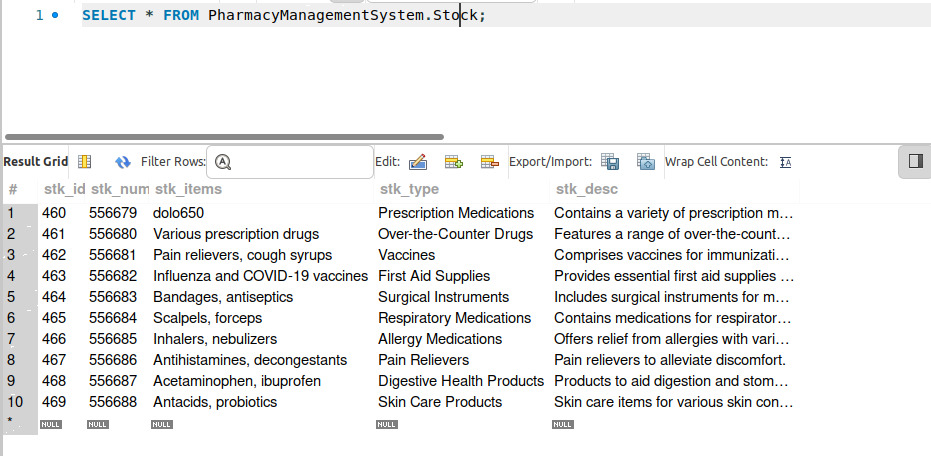 1 SELECT * FROM PharmacyManagementSystem.Stock;
Result Grid Filter Rows: Edit: Export/Import: Wrap Cell Content:
# stk_id stk_num stk_items stk_type stk_desc
1 460 556679 dolo650 Prescription Medications Contains a variety of prescription m...
2 461 556680 Various prescription drugs Over-the-Counter Drugs Features a range of over-the-count...
3 462 556681 Pain relievers, cough syrups Vaccines Comprises vaccines for immunizati...
4 463 556682 Influenza and COVID-19 vaccines First Aid Supplies Provides essential first aid supplies ...
5 464 556683 Bandages, antiseptics Surgical Instruments Includes surgical instruments for m...
6 465 556684 Scalpels, forceps Respiratory Medications Contains medications for respirator...
7 466 556685 Inhalers, nebulizers Allergy Medications Offers relief from allergies with vari...
8 467 556686 Antihistamines, decongestants Pain Relievers Pain relievers to alleviate discomfort.
9 468 556687 Acetaminophen, ibuprofen Digestive Health Products Products to aid digestion and stom...
10 469 556688 Antacids, probiotics Skin Care Products Skin care items for various skin con...
* NULL NULL NULL NULL NULL